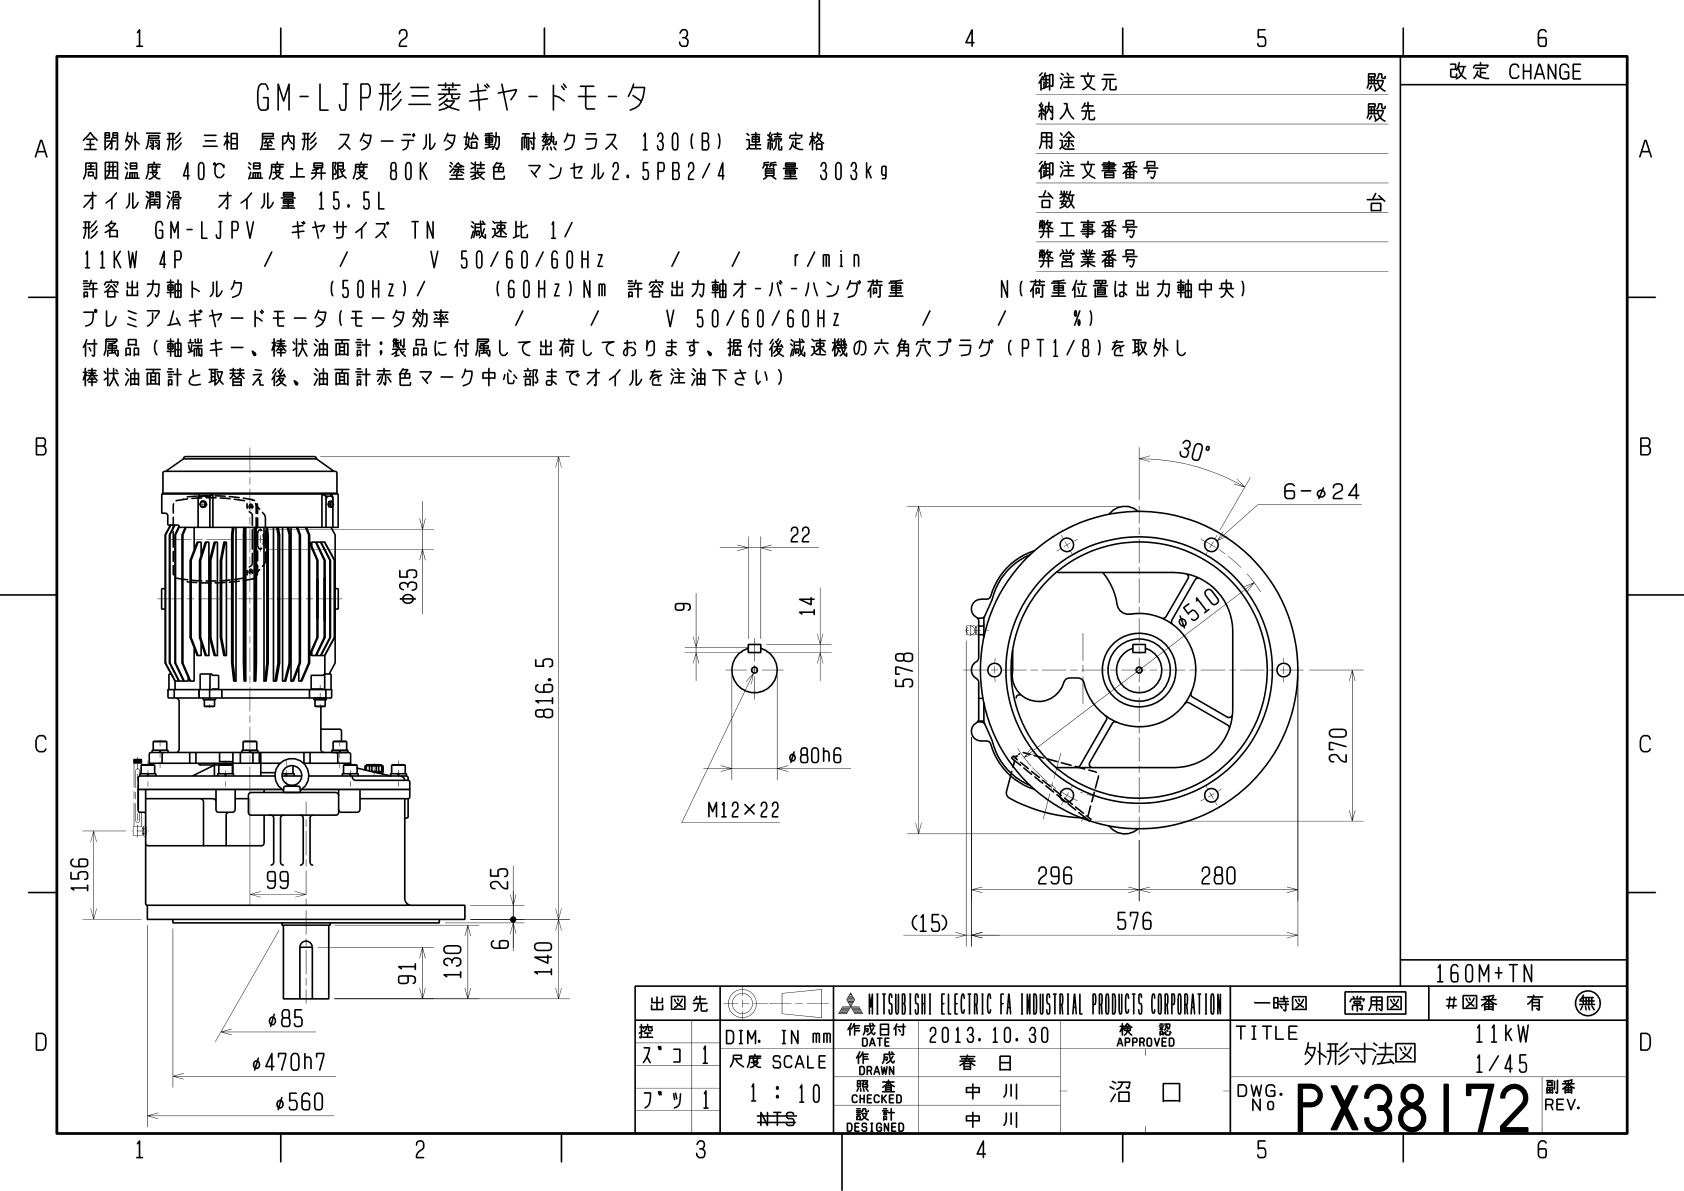 1 2 3 4 5 6
改定 CHANGE
GM-LJP形三菱ギヤードモータ
全閉外扇形 三相 屋内形 スターデルタ始動 耐熱クラス 130(B) 連続定格
周囲温度 40℃ 温度上昇限度 80K 塗装色 マンセル2.5PB2/4 質量 303kg
オイル潤滑 オイル量 15.5L
形名 GM-LJPV ギヤサイズ TN 減速比 1/
11KW 4P / / V 50/60/60Hz / / r/min
許容出力軸トルク (50Hz)/ (60Hz)Nm 許容出力軸オーバーハング荷重 N(荷重位置は出力軸中央)
プレミアムギヤードモータ(モータ効率 / / V 50/60/60Hz / / %)
付属品(軸端キー、棒状油面計;製品に付属して出荷しております、据付後減速機の六角穴プラグ(PT1/8)を取外し
棒状油面計と取替え後、油面計赤色マーク中心部までオイルを注油下さい)
御注文元 殿
納入先 殿
用途
御注文書番号
台数 台
弊工事番号
弊営業番号
A A
B B
C C
D D
φ35
816.5
156
99
25
6
140
130
91
φ85
φ470h7
φ560
22
9
14
φ80h6
M12×22
30°
6-φ24
φ510
578
270
296
280
(15)
576
160M+TN
出図先
控
ズコ 1
ブツ 1
DIM. IN mm
尺度 SCALE
1 : 10
NTS
MITSUBISHI ELECTRIC FA INDUSTRIAL PRODUCTS CORPORATION
作成日付 DATE 2013.10.30
作成 DRAWN 春日
照査 CHECKED 中川
設計 DESIGNED 中川
検認 APPROVED
沼口
一時図 常用図 #図番 有 無
TITLE
外形寸法図
11kW
1/45
DWG. No PX38172
副番 REV.
1 2 3 4 5 6